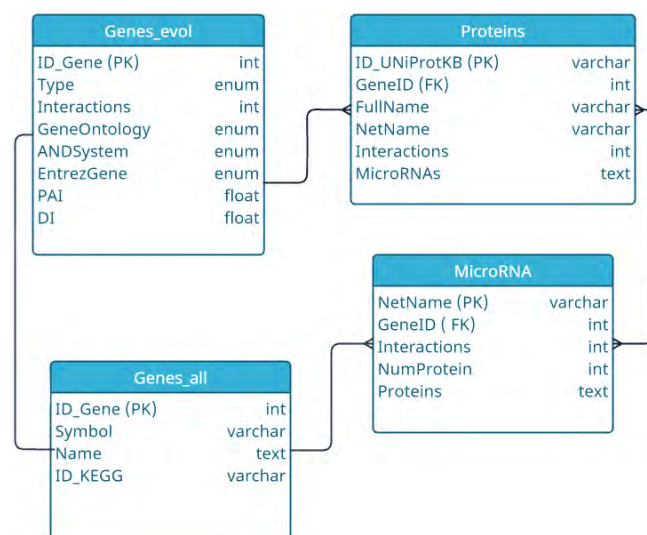 Genes_evol
ID_Gene (PK) int
Type enum
Interactions int
GeneOntology enum
ANDSystem enum
EntrezGene enum
PAI float
DI float
Proteins
ID_UNiProtKB (PK) varchar
GeneID (FK) int
FullName varchar
NetName varchar
Interactions int
MicroRNAs text
MicroRNA
NetName (PK) varchar
GeneID ( FK) int
Interactions int
NumProtein int
Proteins text
Genes_all
ID_Gene (PK) int
Symbol varchar
Name text
ID_KEGG varchar